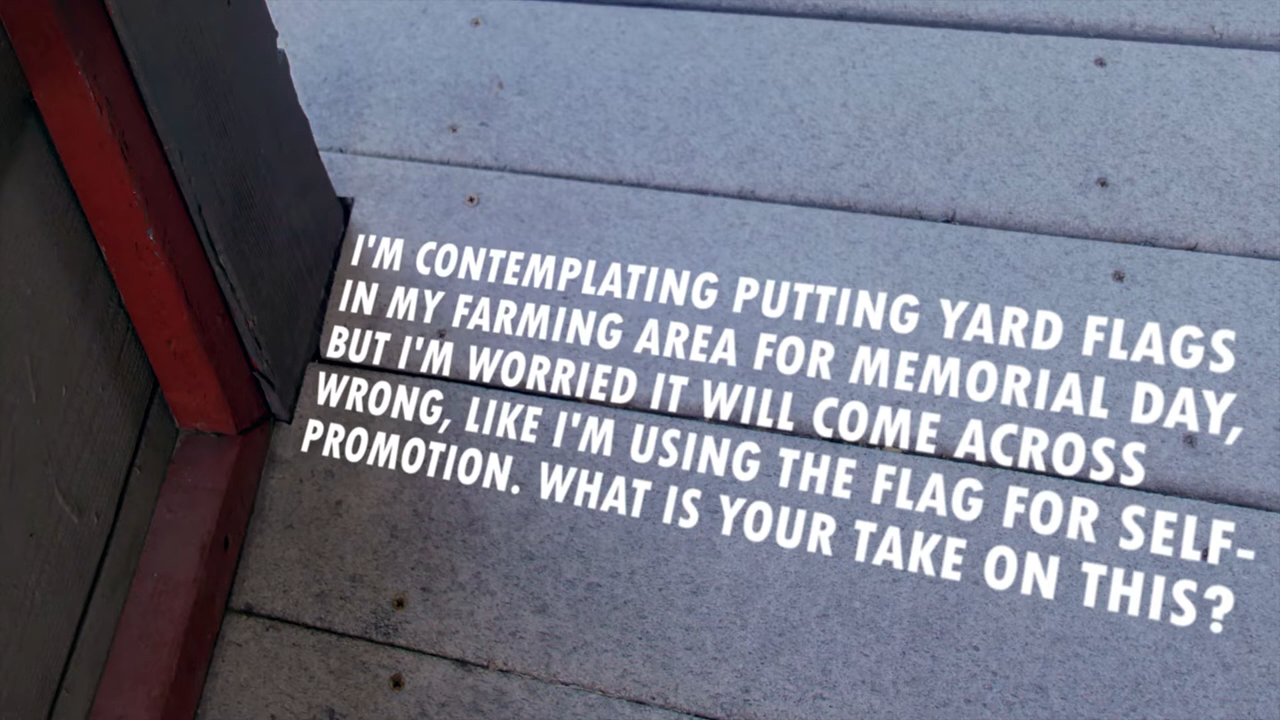 I'M CONTEMPLATING PUTTING YARD FLAGS
IN MY FARMING AREA FOR MEMORIAL DAY,
BUT I'M WORRIED IT WILL COME ACROSS
WRONG, LIKE I'M USING THE FLAG FOR SELF-
PROMOTION. WHAT IS YOUR TAKE ON THIS?